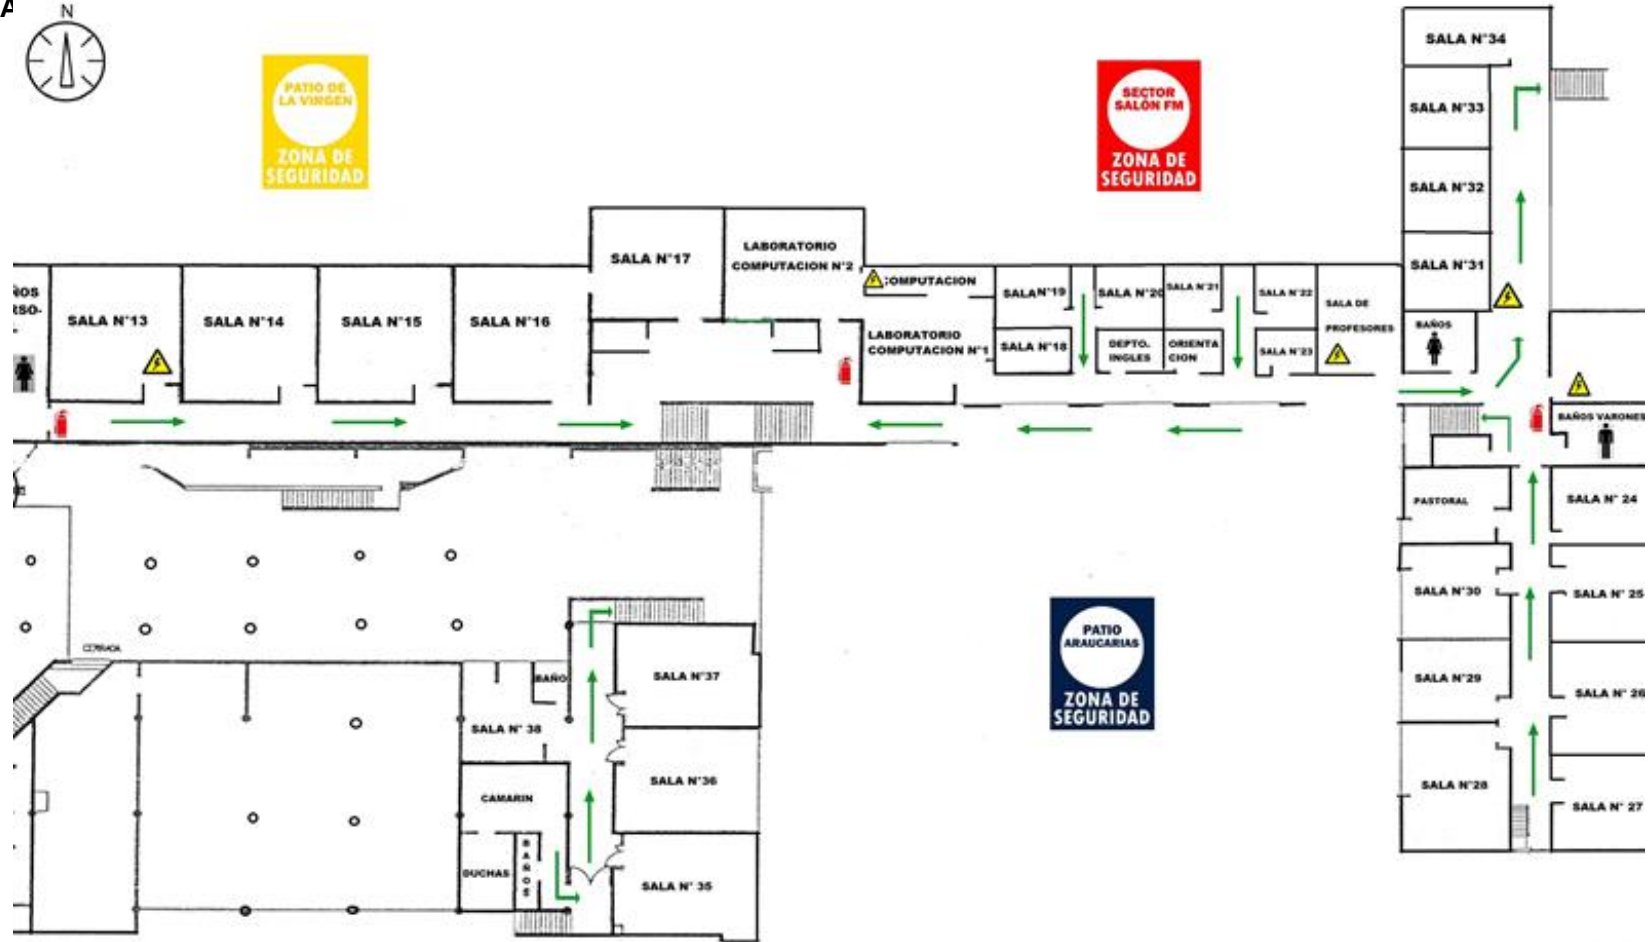 A
N
PATIO DE
LA VIRGEN
ZONA DE
SEGURIDAD
SECTOR
SALÓN FM
ZONA DE
SEGURIDAD
SALA N°34
SALA N°33
SALA N°32
SALA N°31
SALA N°17
LABORATORIO
COMPUTACION N°2
ÑOS
RSO-
L
SALA N°13
SALA N°14
SALA N°15
SALA N°16
COMPUTACION
LABORATORIO
COMPUTACION N°1
SALA N°19
SALA N°18
SALA N°20
DEPTO.
INGLES
SALA N°21
ORIENTA
CION
SALA N°22
SALA N°23
SALA DE
PROFESORES
BAÑOS
BAÑOS VARONES
PASTORAL
SALA N° 24
SALA N°30
SALA N° 25
SALA N°29
SALA N° 26
SALA N°28
SALA N° 27
PATIO
ARAUCARIAS
ZONA DE
SEGURIDAD
BAÑO
SALA N°37
SALA N° 38
SALA N°36
CAMARIN
DUCHAS
BAÑOS
SALA N° 35